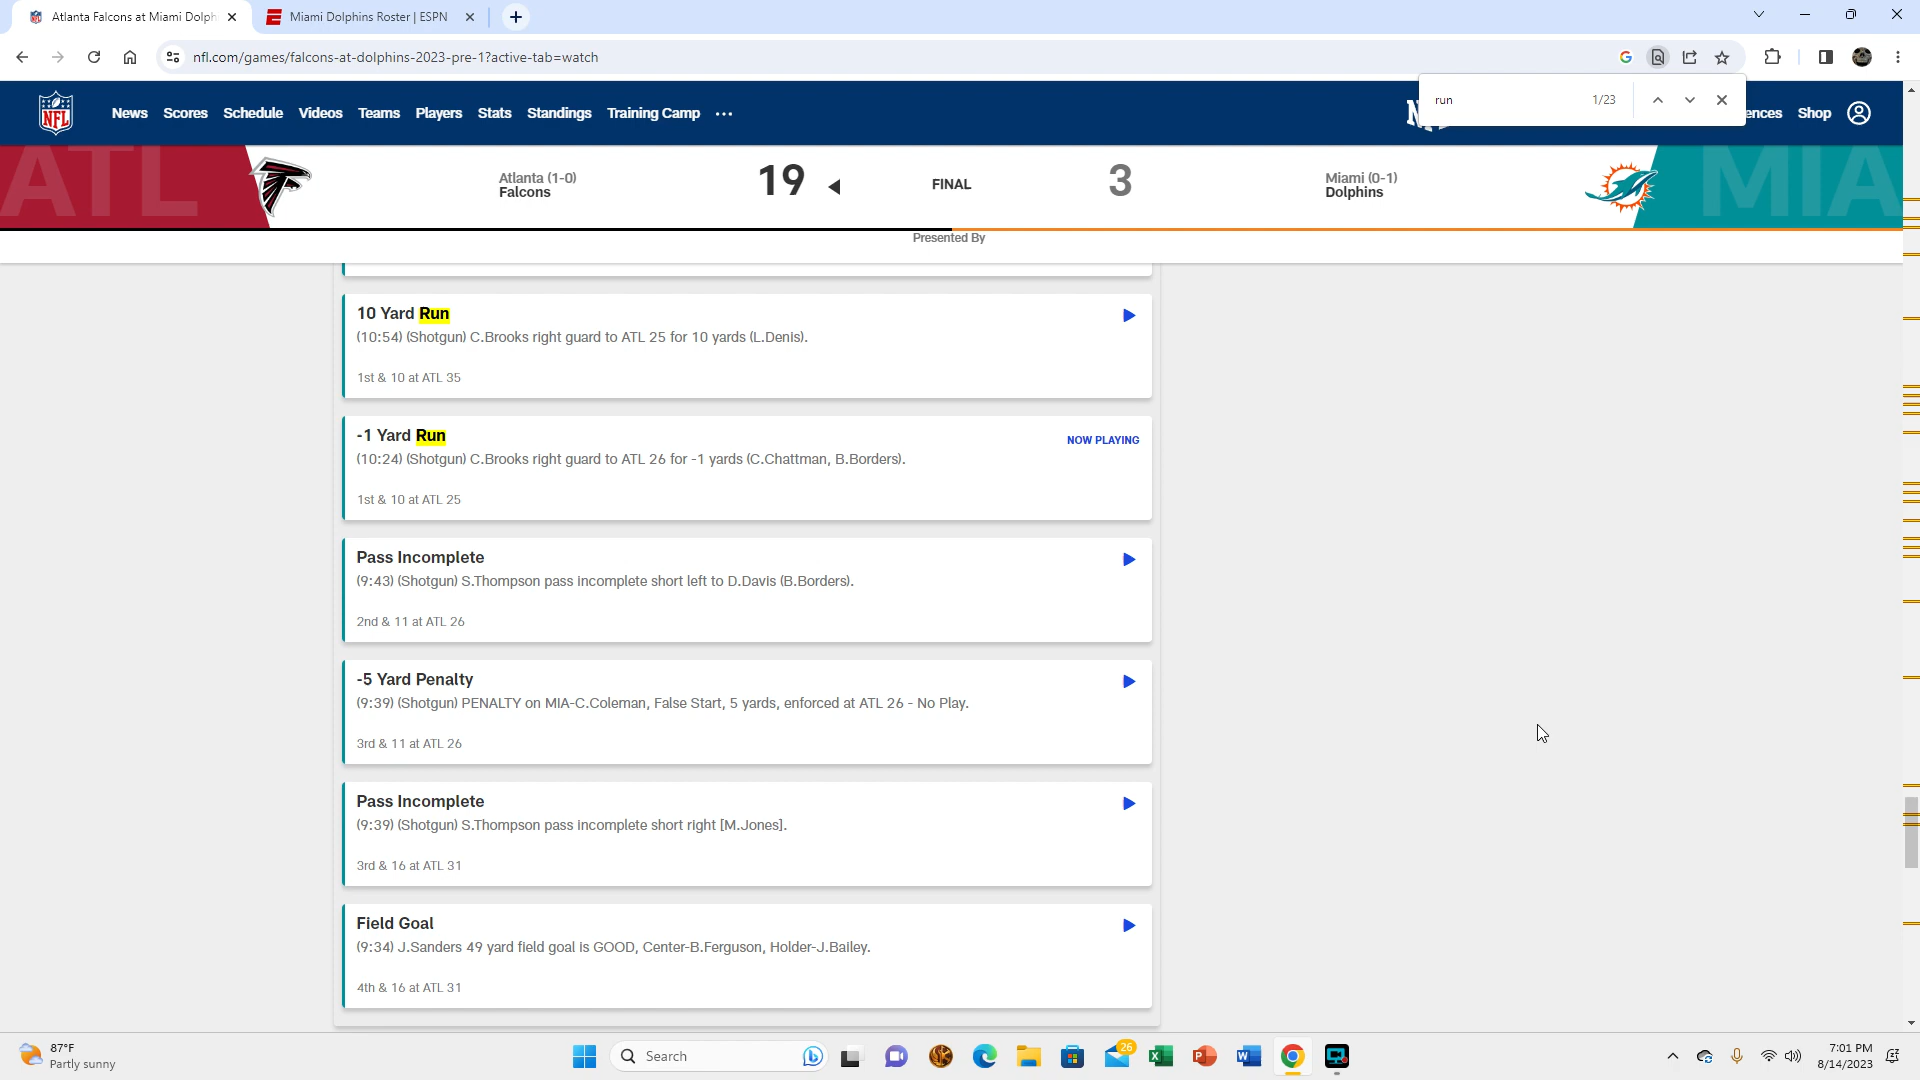 Atlanta Falcons at Miami Dolph
Miami Dolphins Roster | ESPN
nfl.com/games/falcons-at-dolphins-2023-pre-1?active-tab=watch
run 1/23
NFL News Scores Schedule Videos Teams Players Stats Standings Training Camp ... ences Shop
ATL
Atlanta (1-0)
Falcons
19
FINAL
3
Miami (0-1)
Dolphins
MIA
Presented By
10 Yard Run
(10:54) (Shotgun) C.Brooks right guard to ATL 25 for 10 yards (L.Denis).
1st & 10 at ATL 35
-1 Yard Run
NOW PLAYING
(10:24) (Shotgun) C.Brooks right guard to ATL 26 for -1 yards (C.Chattman, B.Borders).
1st & 10 at ATL 25
Pass Incomplete
(9:43) (Shotgun) S.Thompson pass incomplete short left to D.Davis (B.Borders).
2nd & 11 at ATL 26
-5 Yard Penalty
(9:39) (Shotgun) PENALTY on MIA-C.Coleman, False Start, 5 yards, enforced at ATL 26 - No Play.
3rd & 11 at ATL 26
Pass Incomplete
(9:39) (Shotgun) S.Thompson pass incomplete short right [M.Jones].
3rd & 16 at ATL 31
Field Goal
(9:34) J.Sanders 49 yard field goal is GOOD, Center-B.Ferguson, Holder-J.Bailey.
4th & 16 at ATL 31
87°F
Partly sunny
Search
26
7:01 PM
8/14/2023